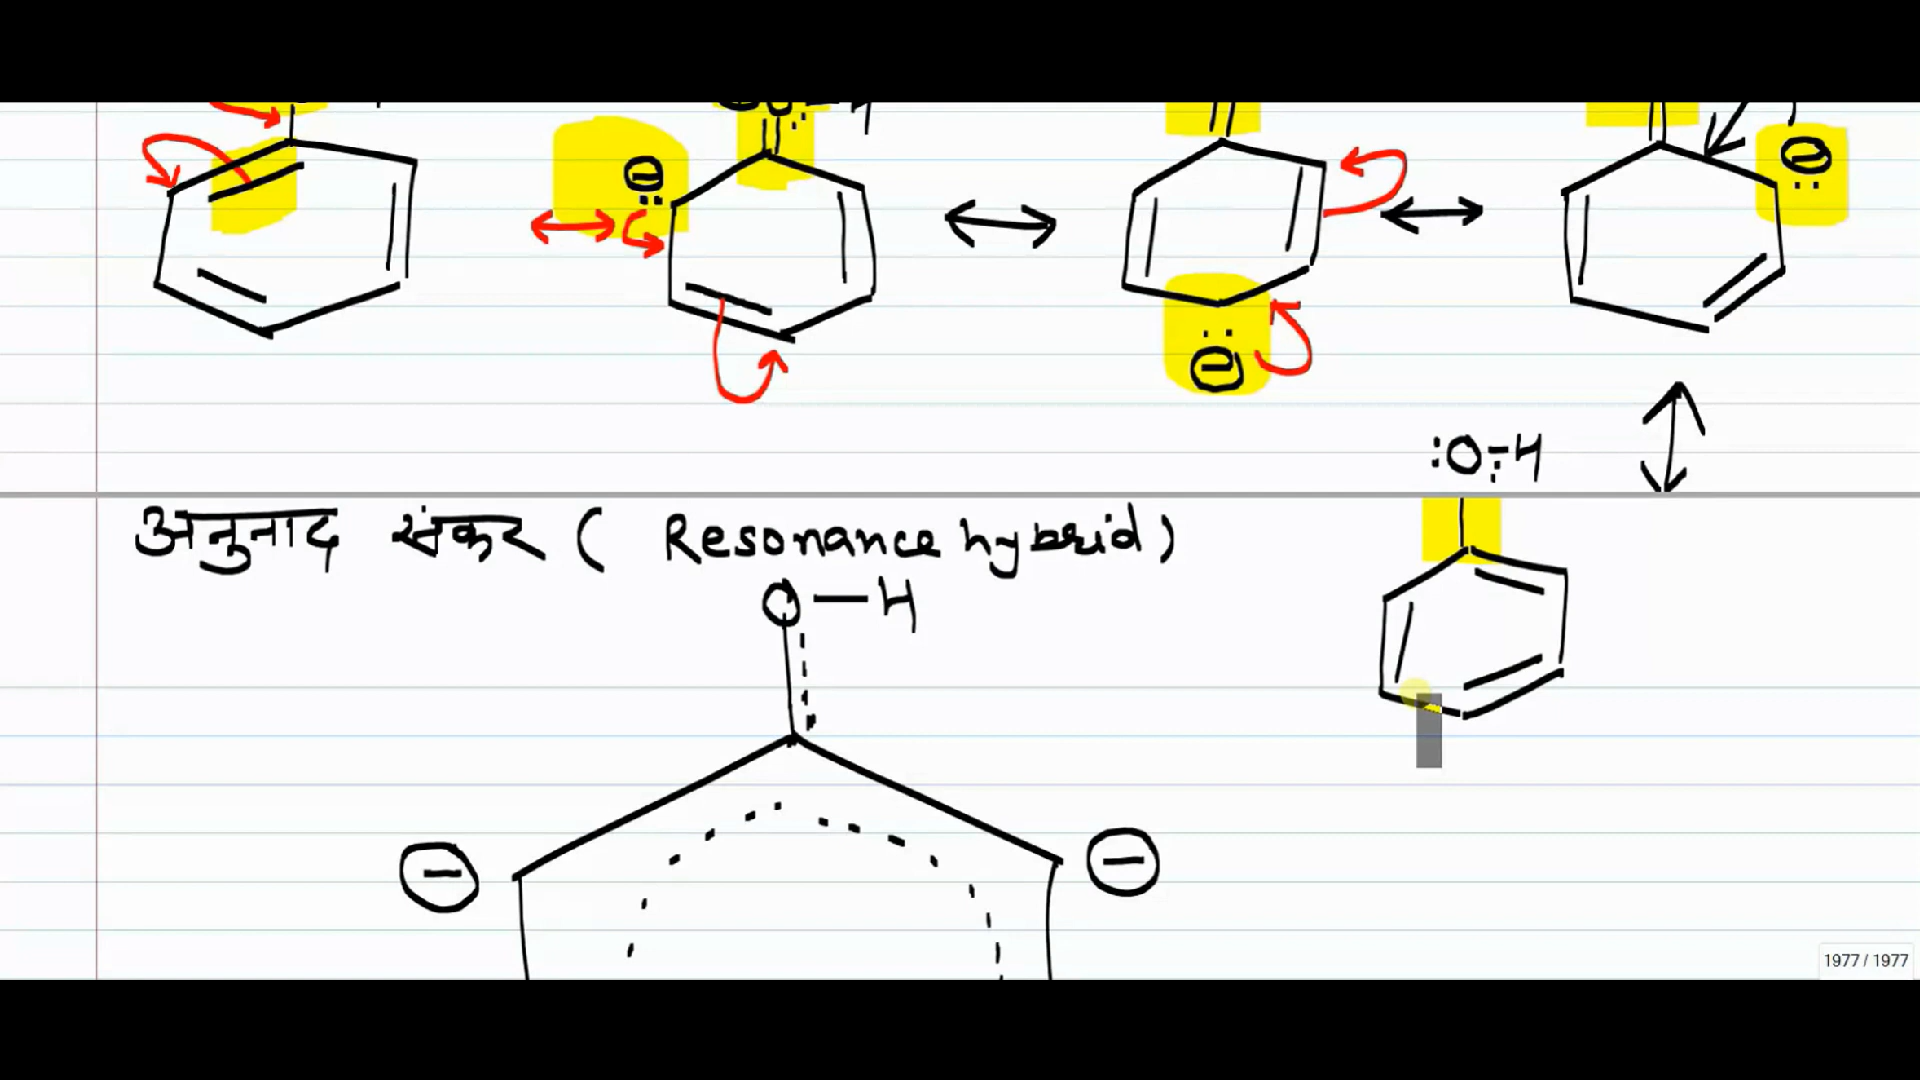 :O-H
अनुनाद संकर ( Resonance hybrid )
O — H
1977 / 1977